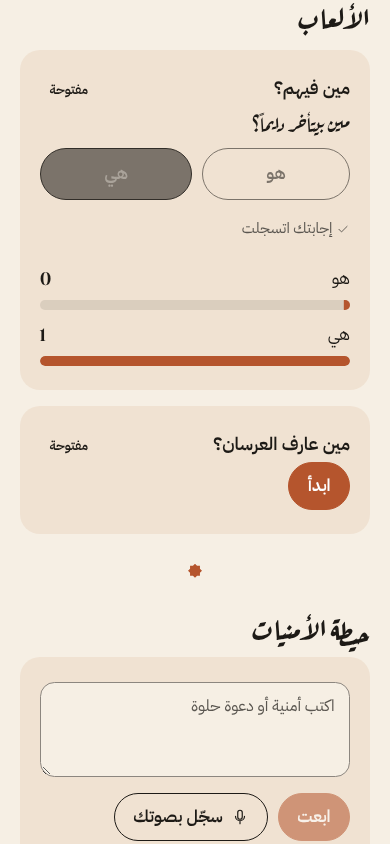 الألعاب
مين فيهم؟ مفتوحة
مين بيتأخر دايماً؟
هو هي
إجابتك اتسجلت
هو 0
هي 1
مين عارف العرسان؟ مفتوحة
ابدأ
حيطة الأمنيات
اكتب أمنية أو دعوة حلوة
ابعت سجّل بصوتك